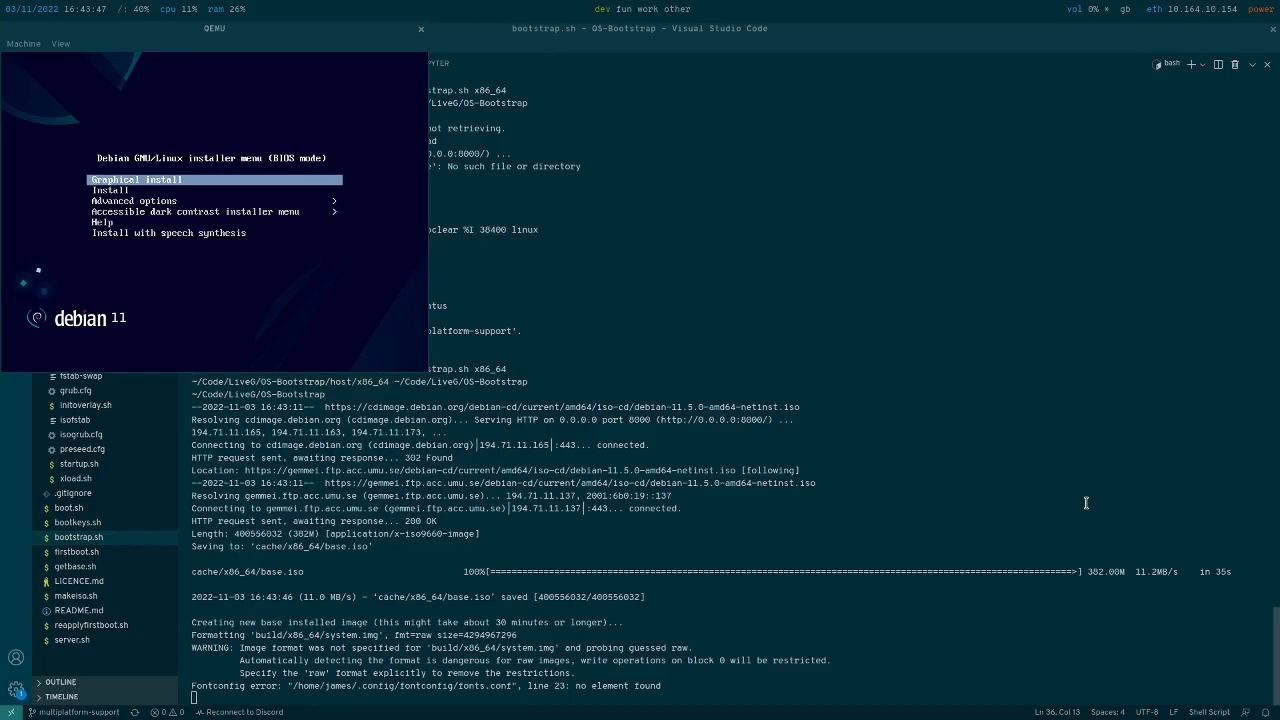 03/11/2022 16:43:47 /: 40% cpu 11% ram 26%
dev fun work other
vol 0% * gb eth 10.164.10.154 power
QEMU
bootstrap.sh - OS-Bootstrap - Visual Studio Code
Machine View
PYTER
bash
Debian GNU/Linux installer menu (BIOS mode)
Graphical install
Install
Advanced options >
Accessible dark contrast installer menu >
Help
Install with speech synthesis
debian 11
strap.sh x86_64
/LiveG/OS-Bootstrap
not retrieving.
d
.0.0.0:8000/) ...
': No such file or directory
oclear %I 38400 linux
atus
platform-support'.
strap.sh x86_64
fstab-swap
grub.cfg
initoverlay.sh
isofstab
isogrub.cfg
preseed.cfg
startup.sh
xload.sh
.gitignore
boot.sh
bootkeys.sh
bootstrap.sh
firstboot.sh
getbase.sh
LICENCE.md
makeiso.sh
README.md
reapplyfirstboot.sh
server.sh
OUTLINE
TIMELINE
~/Code/LiveG/OS-Bootstrap/host/x86_64 ~/Code/LiveG/OS-Bootstrap
~/Code/LiveG/OS-Bootstrap
--2022-11-03 16:43:11-- https://cdimage.debian.org/debian-cd/current/amd64/iso-cd/debian-11.5.0-amd64-netinst.iso
Resolving cdimage.debian.org (cdimage.debian.org)... Serving HTTP on 0.0.0.0 port 8000 (http://0.0.0.0:8000/) ...
194.71.11.165, 194.71.11.163, 194.71.11.173, ...
Connecting to cdimage.debian.org (cdimage.debian.org)|194.71.11.165|:443... connected.
HTTP request sent, awaiting response... 302 Found
Location: https://gemmei.ftp.acc.umu.se/debian-cd/current/amd64/iso-cd/debian-11.5.0-amd64-netinst.iso [following]
--2022-11-03 16:43:11-- https://gemmei.ftp.acc.umu.se/debian-cd/current/amd64/iso-cd/debian-11.5.0-amd64-netinst.iso
Resolving gemmei.ftp.acc.umu.se (gemmei.ftp.acc.umu.se)... 194.71.11.137, 2001:6b0:19::137
Connecting to gemmei.ftp.acc.umu.se (gemmei.ftp.acc.umu.se)|194.71.11.137|:443... connected.
HTTP request sent, awaiting response... 200 OK
Length: 400556032 (382M) [application/x-iso9660-image]
Saving to: 'cache/x86_64/base.iso'
cache/x86_64/base.iso 100%[=================================================>] 382.00M 11.2MB/s in 35s
2022-11-03 16:43:46 (11.0 MB/s) - 'cache/x86_64/base.iso' saved [400556032/400556032]
Creating new base installed image (this might take about 30 minutes or longer)...
Formatting 'build/x86_64/system.img', fmt=raw size=4294967296
WARNING: Image format was not specified for 'build/x86_64/system.img' and probing guessed raw.
Automatically detecting the format is dangerous for raw images, write operations on block 0 will be restricted.
Specify the 'raw' format explicitly to remove the restrictions.
Fontconfig error: "/home/james/.config/fontconfig/fonts.conf", line 23: no element found
multiplatform-support 0 0 Reconnect to Discord
Ln 36, Col 13 Spaces: 4 UTF-8 LF Shell Script